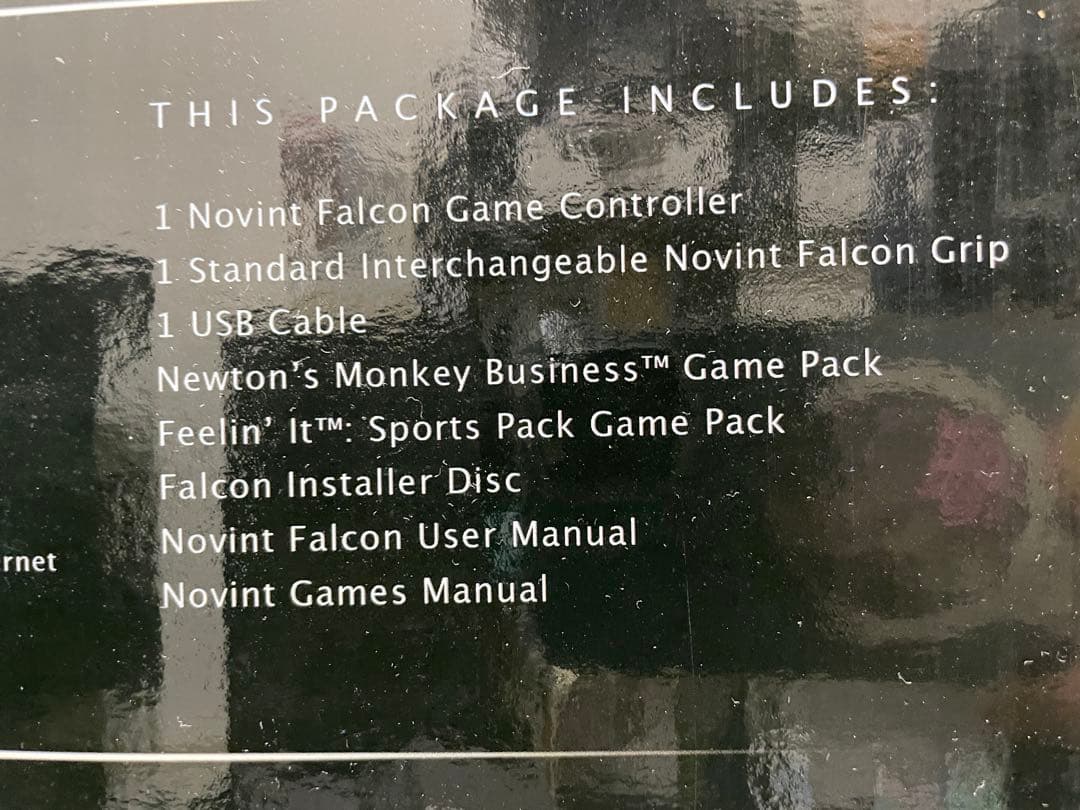 THIS PACKAGE INCLUDES:
1 Novint Falcon Game Controller
1 Standard Interchangeable Novint Falcon Grip
1 USB Cable
Newton's Monkey Business™ Game Pack
Feelin' It™: Sports Pack Game Pack
Falcon Installer Disc
Novint Falcon User Manual
rnet
Novint Games Manual